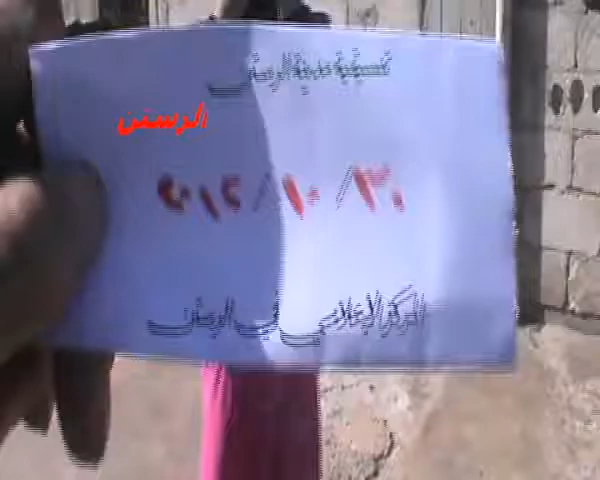 تنسيقية مدينة الرستن
الرستن
٢٠١٢/١٠/٣٠
المركز الإعلامي في الرستن